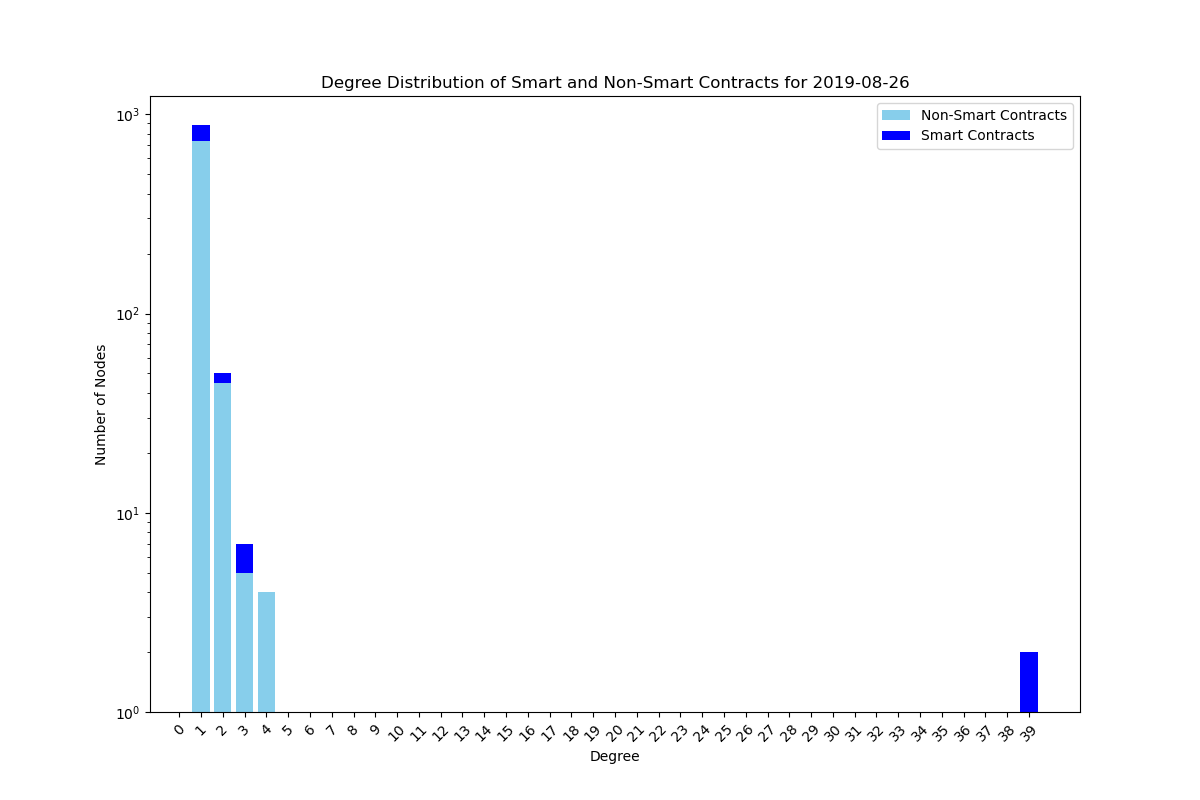 Degree Distribution of Smart and Non-Smart Contracts for 2019-08-26
Non-Smart Contracts
Smart Contracts
Number of Nodes
10³
10²
10¹
10⁰
0 1 2 3 4 5 6 7 8 9 10 11 12 13 14 15 16 17 18 19 20 21 22 23 24 25 26 27 28 29 30 31 32 33 34 35 36 37 38 39
Degree